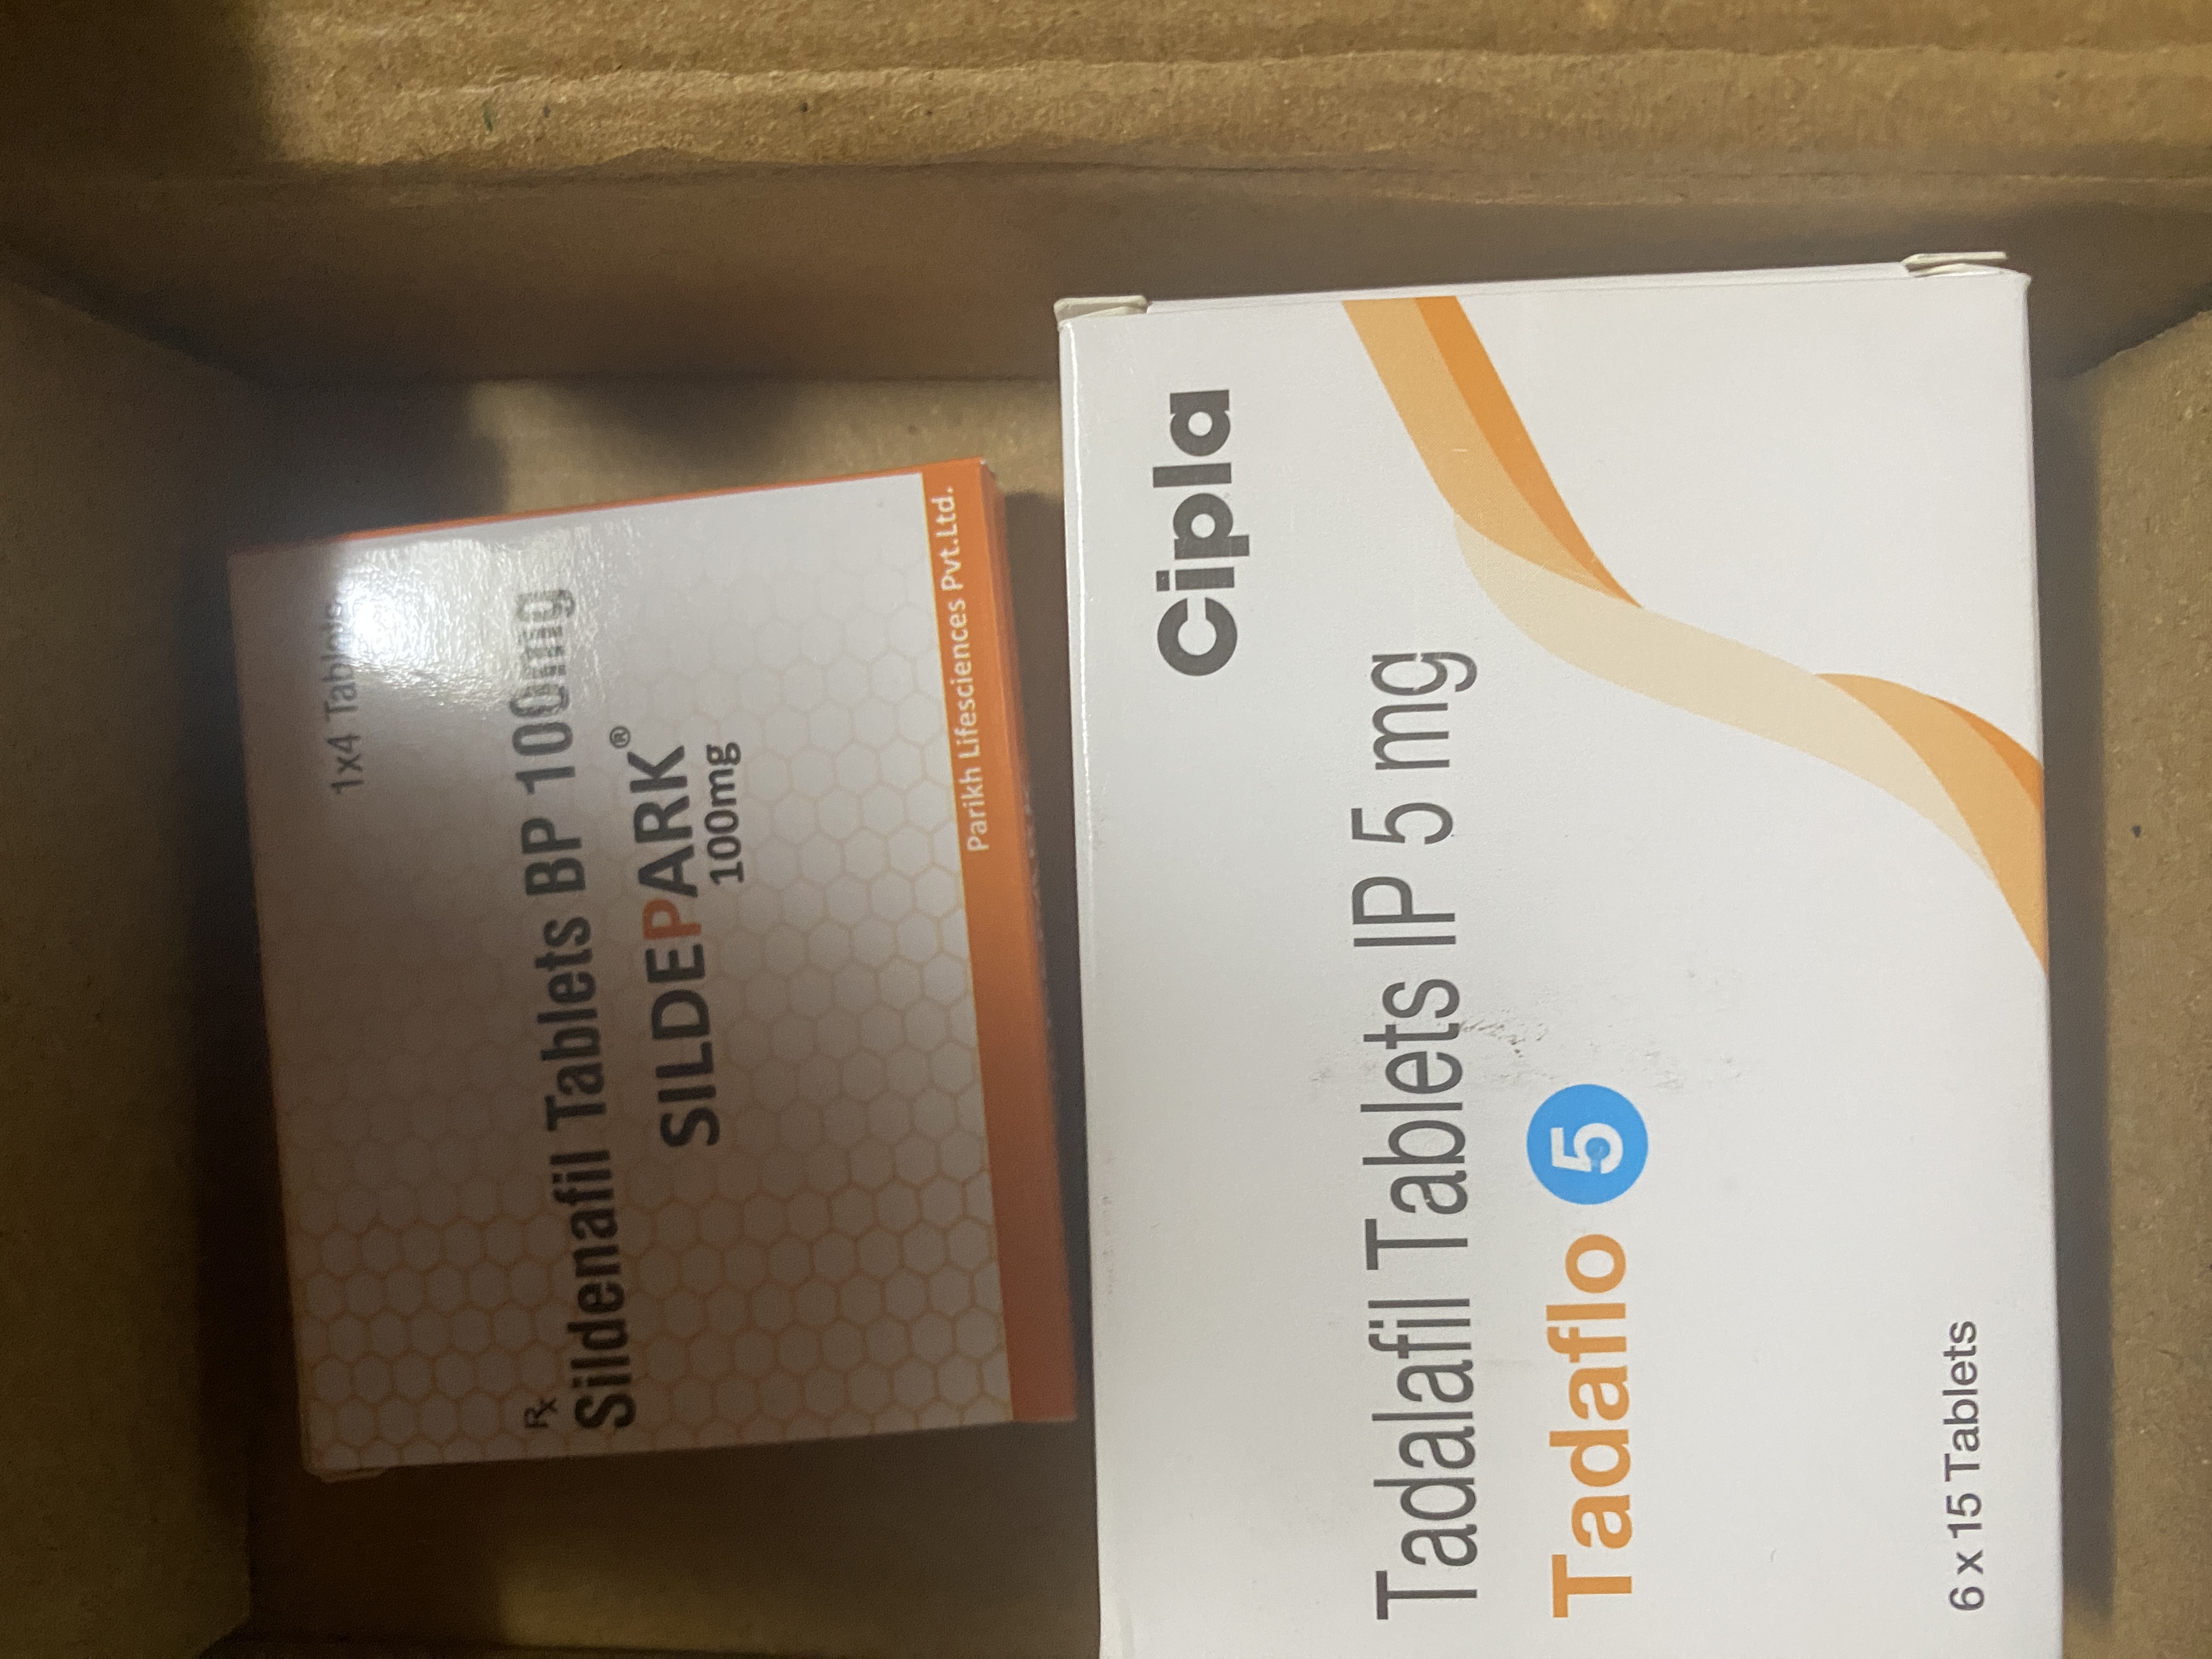 1x4 Tablets
Rx
Sildenafil Tablets BP 100mg
SILDEPARK®
100mg
Parikh Lifesciences Pvt.Ltd.
Cipla
Tadalafil Tablets IP 5 mg
Tadaflo 5
6 x 15 Tablets